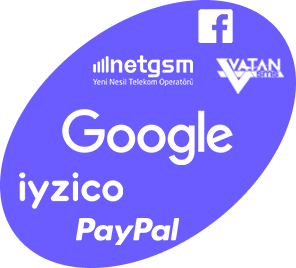 f
netgsm
Yeni Nesil Telekom Operatörü
VATAN
SMS
Google
iyzico
PayPal